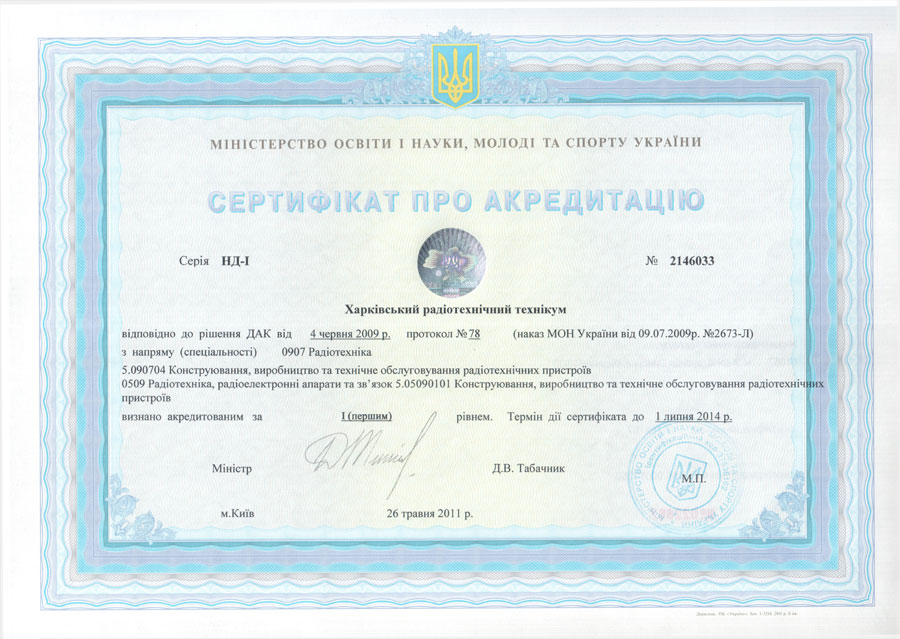 МІНІСТЕРСТВО ОСВІТИ І НАУКИ, МОЛОДІ ТА СПОРТУ УКРАЇНИ
СЕРТИФІКАТ ПРО АКРЕДИТАЦІЮ
Серія НД-І № 2146033
Харківський радіотехнічний технікум
відповідно до рішення ДАК від 4 червня 2009 р. протокол № 78 (наказ МОН України від 09.07.2009р. №2673-Л)
з напряму (спеціальності) 0907 Радіотехніка
5.090704 Конструювання, виробництво та технічне обслуговування радіотехнічних пристроїв
0509 Радіотехніка, радіоелектронні апарати та зв’язок 5.05090101 Конструювання, виробництво та технічне обслуговування радіотехнічних
пристроїв
визнано акредитованим за І (першим) рівнем. Термін дії сертифіката до 1 липня 2014 р.
Міністр Д.В. Табачник
М.П.
м.Київ 26 травня 2011 р.